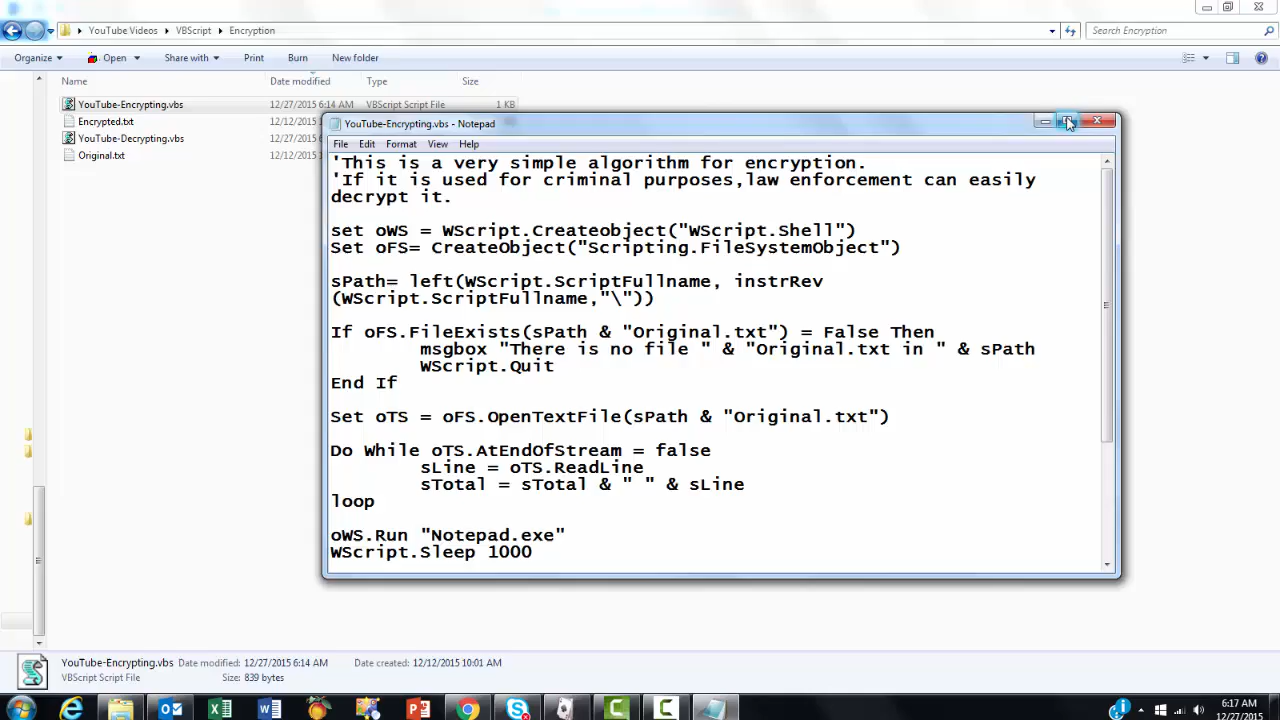 YouTube Videos VBScript Encryption
Search Encryption
Organize Open Share with Print Burn New folder
Name Date modified Type Size
YouTube-Encrypting.vbs 12/27/2015 6:14 AM VBScript Script File 1 KB
Encrypted.txt 12/12
YouTube-Decrypting.vbs 12/27/2015 6
Original.txt 12/12
YouTube-Encrypting.vbs - Notepad
File Edit Format View Help
'This is a very simple algorithm for encryption.
'If it is used for criminal purposes,law enforcement can easily
decrypt it.
set oWS = WScript.Createobject("WScript.Shell")
Set oFS= CreateObject("Scripting.FileSystemObject")
sPath= left(WScript.ScriptFullname, instrRev
(WScript.ScriptFullname,"\"))
If oFS.FileExists(sPath & "Original.txt") = False Then
msgbox "There is no file " & "Original.txt in " & sPath
WScript.Quit
End If
Set oTS = oFS.OpenTextFile(sPath & "Original.txt")
Do While oTS.AtEndOfStream = false
sLine = oTS.ReadLine
sTotal = sTotal & " " & sLine
loop
oWS.Run "Notepad.exe"
WScript.Sleep 1000
YouTube-Encrypting.vbs Date modified: 12/27/2015 6:14 AM Date created: 12/12/2015 10:01 AM
VBScript Script File Size: 839 bytes
6:17 AM
12/27/2015